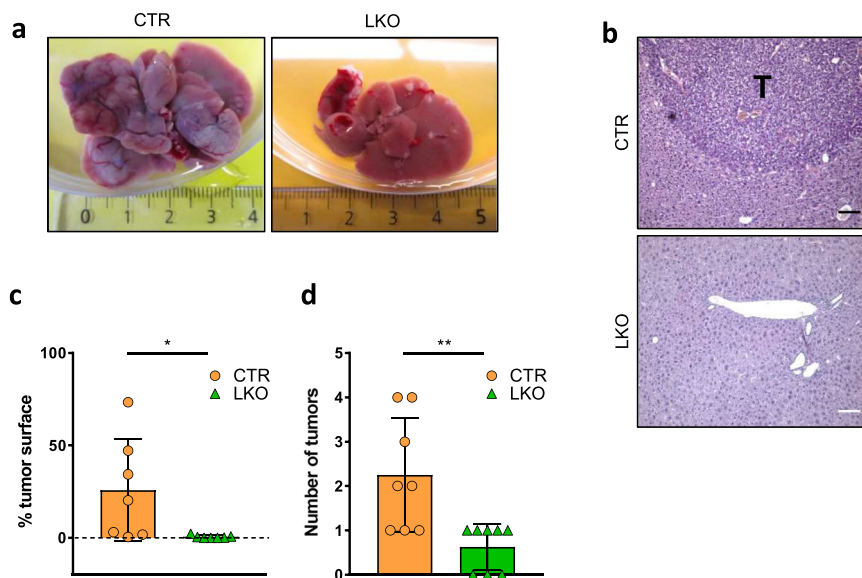 a
CTR
LKO
0 1 2 3 4
1 2 3 4 5
b
CTR
T
LKO
c
*
100
50
0
% tumor surface
CTR
LKO
d
**
5
4
3
2
1
0
Number of tumors
CTR
LKO